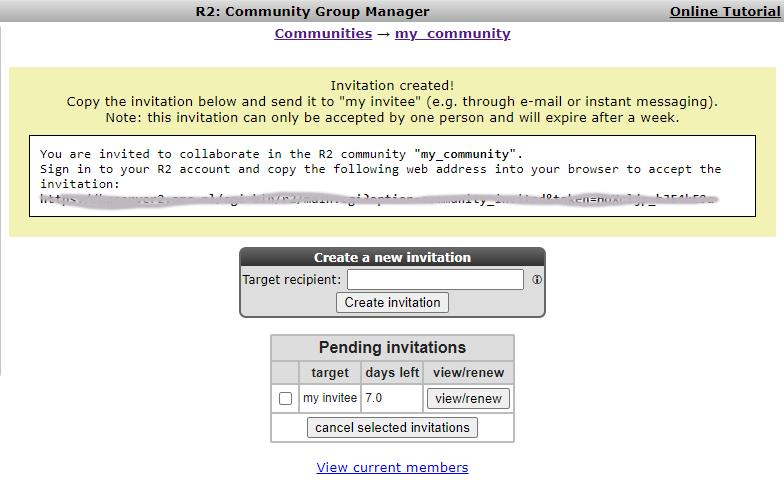 R2: Community Group Manager
Online Tutorial
Communities → my_community
Invitation created!
Copy the invitation below and send it to "my invitee" (e.g. through e-mail or instant messaging).
Note: this invitation can only be accepted by one person and will expire after a week.
You are invited to collaborate in the R2 community "my_community".
Sign in to your R2 account and copy the following web address into your browser to accept the
invitation:
Create a new invitation
Target recipient:
Create invitation
Pending invitations
target days left view/renew
my invitee 7.0 view/renew
cancel selected invitations
View current members